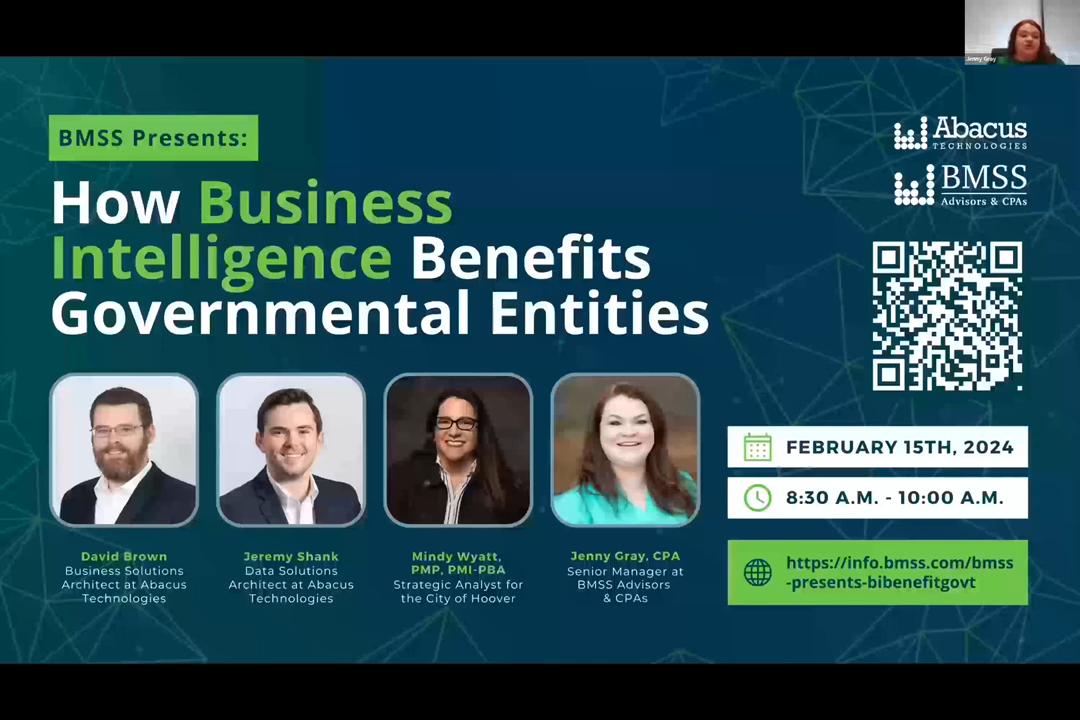 Jenny Gray
BMSS Presents:
How Business
Intelligence Benefits
Governmental Entities
Abacus
TECHNOLOGIES
BMSS
Advisors & CPAs
FEBRUARY 15TH, 2024
8:30 A.M. - 10:00 A.M.
https://info.bmss.com/bmss
-presents-bibenefitgovt
David Brown
Business Solutions
Architect at Abacus
Technologies
Jeremy Shank
Data Solutions
Architect at Abacus
Technologies
Mindy Wyatt,
PMP, PMI-PBA
Strategic Analyst for
the City of Hoover
Jenny Gray, CPA
Senior Manager at
BMSS Advisors
& CPAs